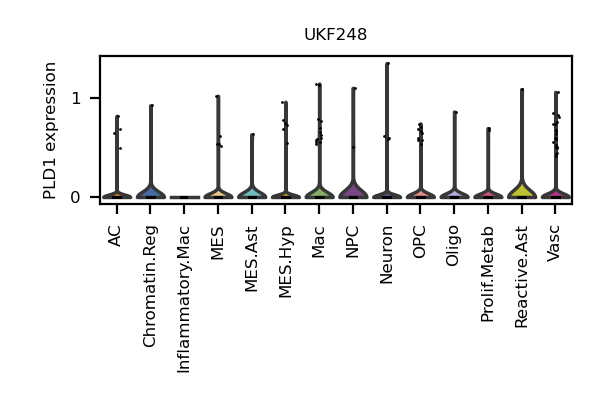 UKF248
PLD1 expression
1
0
AC
Chromatin.Reg
Inflammatory.Mac
MES
MES.Ast
MES.Hyp
Mac
NPC
Neuron
OPC
Oligo
Prolif.Metab
Reactive.Ast
Vasc